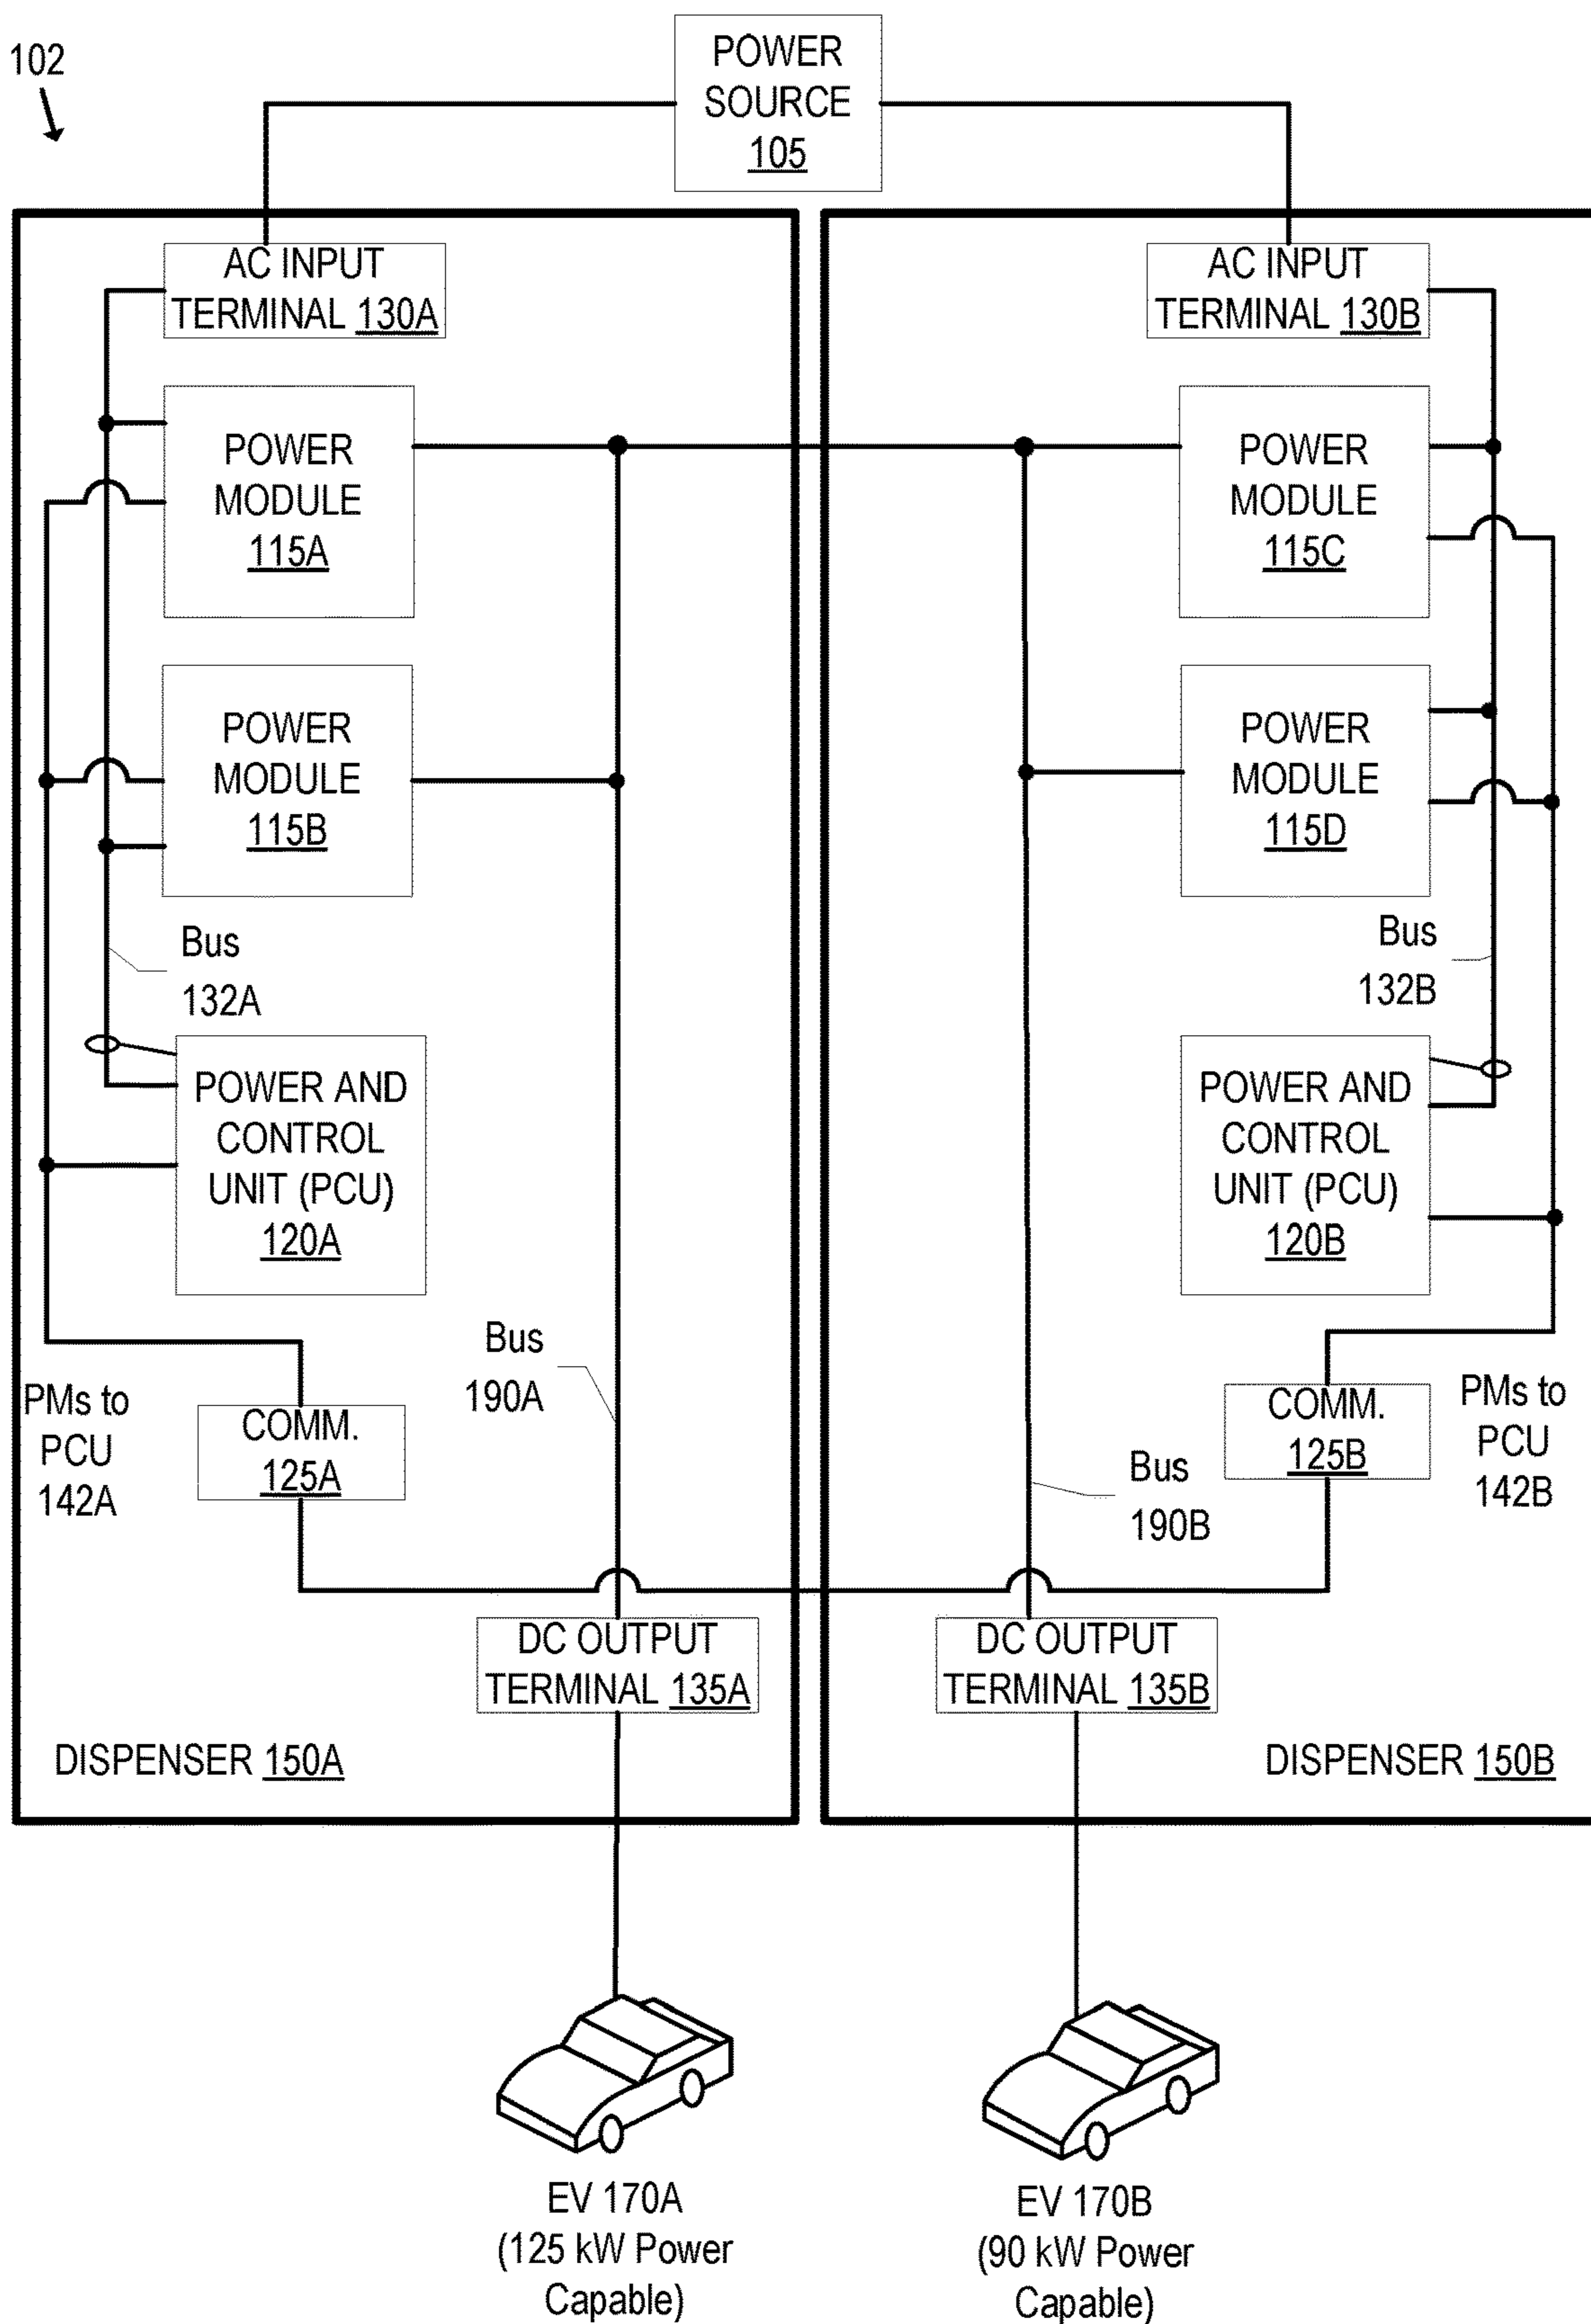 102
POWER
SOURCE
105
AC INPUT
TERMINAL 130A
AC INPUT
TERMINAL 130B
POWER
MODULE
115A
POWER
MODULE
115C
POWER
MODULE
115B
POWER
MODULE
115D
Bus
132A
Bus
132B
POWER AND
CONTROL
UNIT (PCU)
120A
POWER AND
CONTROL
UNIT (PCU)
120B
Bus
190A
PMs to
PCU
142A
COMM.
125A
COMM.
125B
PMs to
PCU
142B
Bus
190B
DC OUTPUT
TERMINAL 135A
DC OUTPUT
TERMINAL 135B
DISPENSER 150A
DISPENSER 150B
EV 170A
(125 kW Power
Capable)
EV 170B
(90 kW Power
Capable)